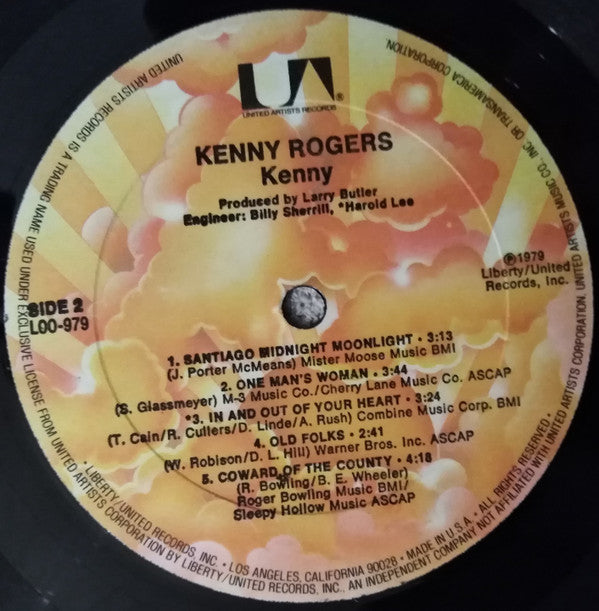 UA®
UNITED ARTISTS RECORDS
KENNY ROGERS
Kenny
Produced by Larry Butler
Engineer: Billy Sherrill, *Harold Lee
℗1979
Liberty/United
Records, Inc.
SIDE 2
LOO-979
1. SANTIAGO MIDNIGHT MOONLIGHT • 3:13
(J. Porter McMeans) Mister Moose Music BMI
2. ONE MAN'S WOMAN • 3:44
(S. Glassmeyer) M-3 Music Co./Cherry Lane Music Co. ASCAP
*3. IN AND OUT OF YOUR HEART • 3:24
(T. Cain/R. Cullers/D. Linde/A. Rush) Combine Music Corp. BMI
4. OLD FOLKS • 2:41
(W. Robison/D. L. Hill) Warner Bros. Inc. ASCAP
5. COWARD OF THE COUNTY • 4:18
(R. Bowling/B. E. Wheeler)
Roger Bowling Music BMI/
Sleepy Hollow Music ASCAP
• LIBERTY/UNITED RECORDS, INC. • LOS ANGELES, CALIFORNIA 90028 • MADE IN U.S.A. • ALL RIGHTS RESERVED •
UNITED ARTISTS RECORDS IS A TRADING NAME USED UNDER EXCLUSIVE LICENSE FROM UNITED ARTISTS CORPORATION BY LIBERTY/UNITED RECORDS, INC., AN INDEPENDENT COMPANY NOT AFFILIATED WITH UNITED ARTISTS CORPORATION, UNITED ARTISTS MUSIC CO., INC. OR TRANSAMERICA CORPORATION.